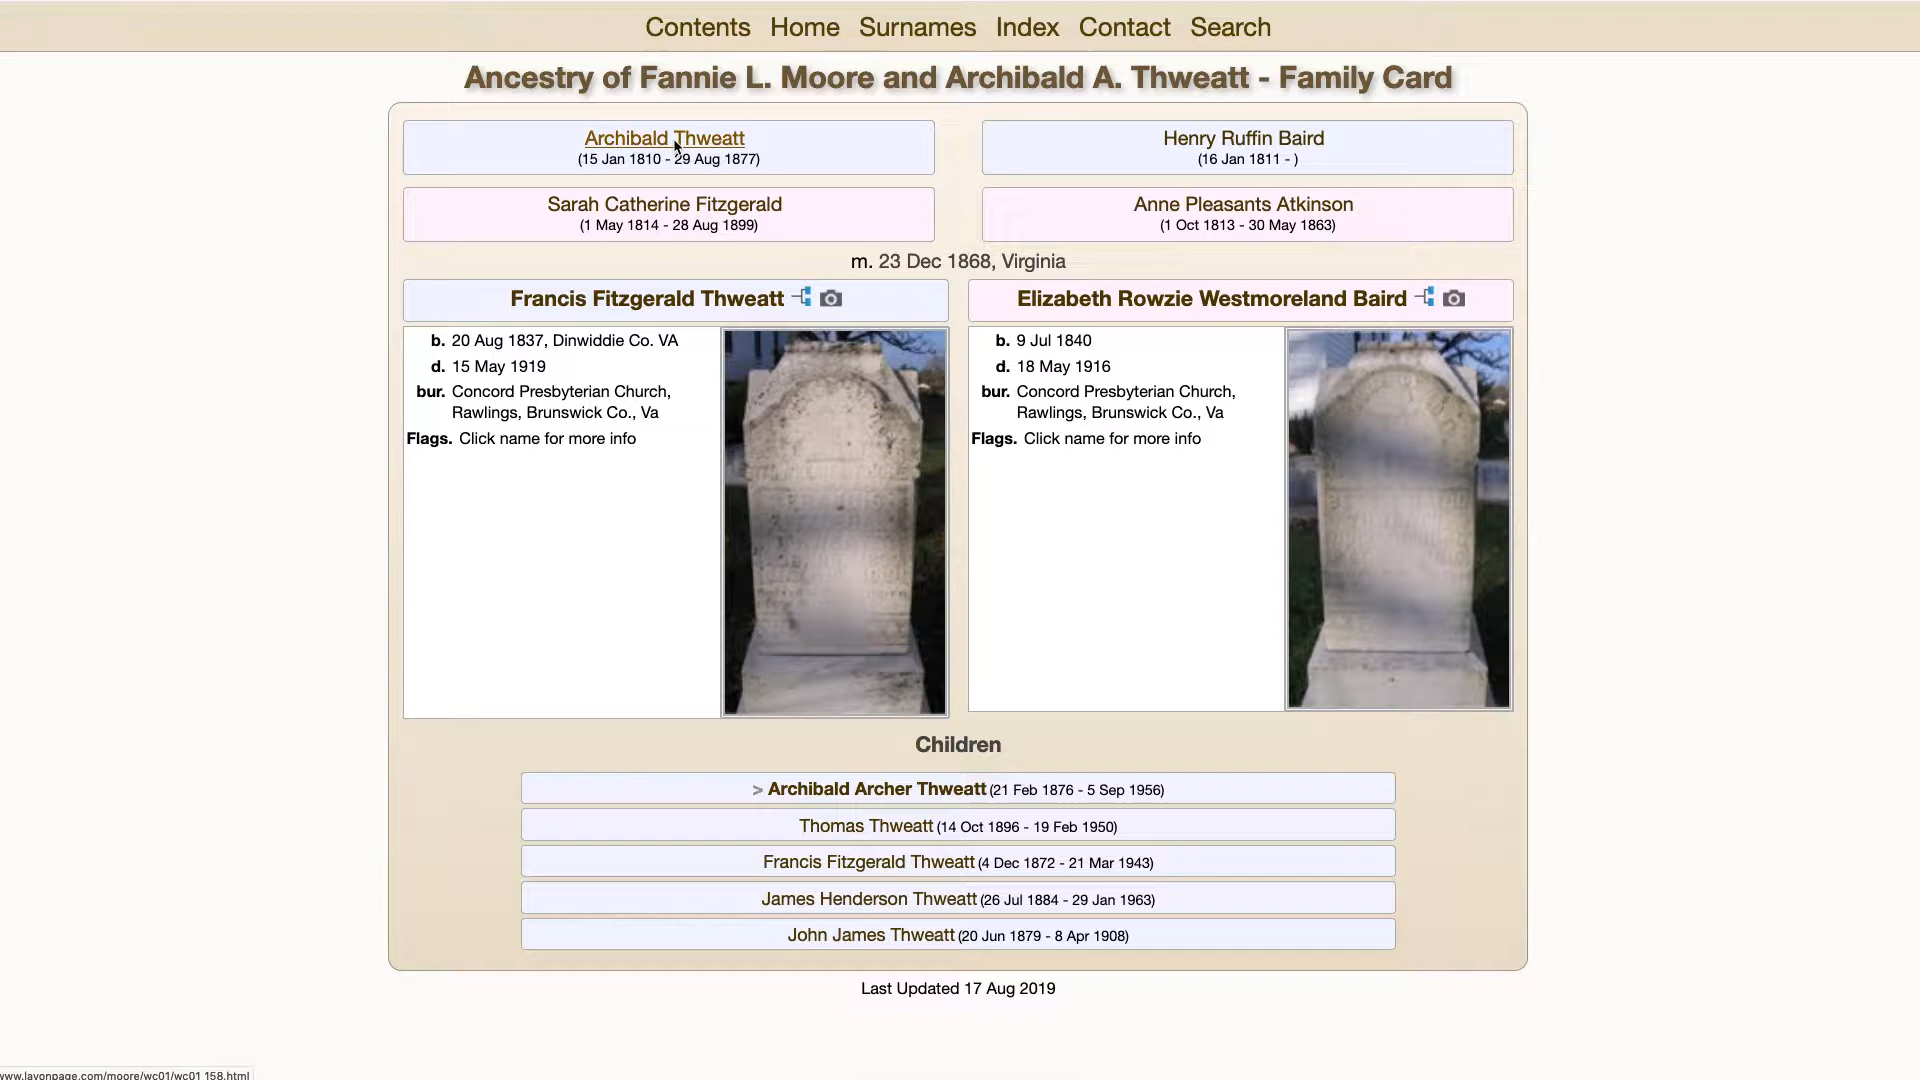 Contents Home Surnames Index Contact Search
Ancestry of Fannie L. Moore and Archibald A. Thweatt - Family Card
Archibald Thweatt
(15 Jan 1810 - 29 Aug 1877)
Henry Ruffin Baird
(16 Jan 1811 - )
Sarah Catherine Fitzgerald
(1 May 1814 - 28 Aug 1899)
Anne Pleasants Atkinson
(1 Oct 1813 - 30 May 1863)
m. 23 Dec 1868, Virginia
Francis Fitzgerald Thweatt
b. 20 Aug 1837, Dinwiddie Co. VA
d. 15 May 1919
bur. Concord Presbyterian Church,
Rawlings, Brunswick Co., Va
Flags. Click name for more info
Elizabeth Rowzie Westmoreland Baird
b. 9 Jul 1840
d. 18 May 1916
bur. Concord Presbyterian Church,
Rawlings, Brunswick Co., Va
Flags. Click name for more info
Children
> Archibald Archer Thweatt (21 Feb 1876 - 5 Sep 1956)
Thomas Thweatt (14 Oct 1896 - 19 Feb 1950)
Francis Fitzgerald Thweatt (4 Dec 1872 - 21 Mar 1943)
James Henderson Thweatt (26 Jul 1884 - 29 Jan 1963)
John James Thweatt (20 Jun 1879 - 8 Apr 1908)
Last Updated 17 Aug 2019
www.layonpage.com/moore/wc01/wc01_158.html